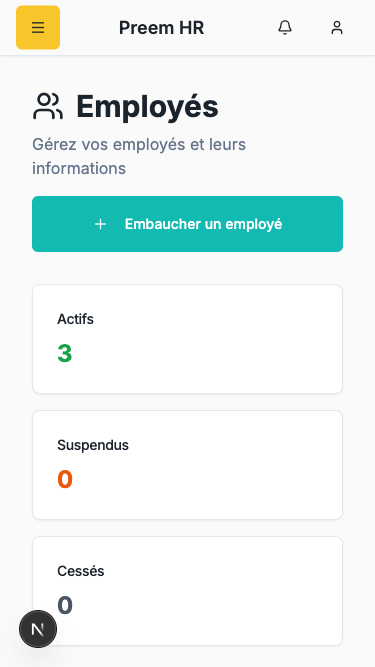 Preem HR
Employés
Gérez vos employés et leurs
informations
Embaucher un employé
Actifs
3
Suspendus
0
Cessés
0
N